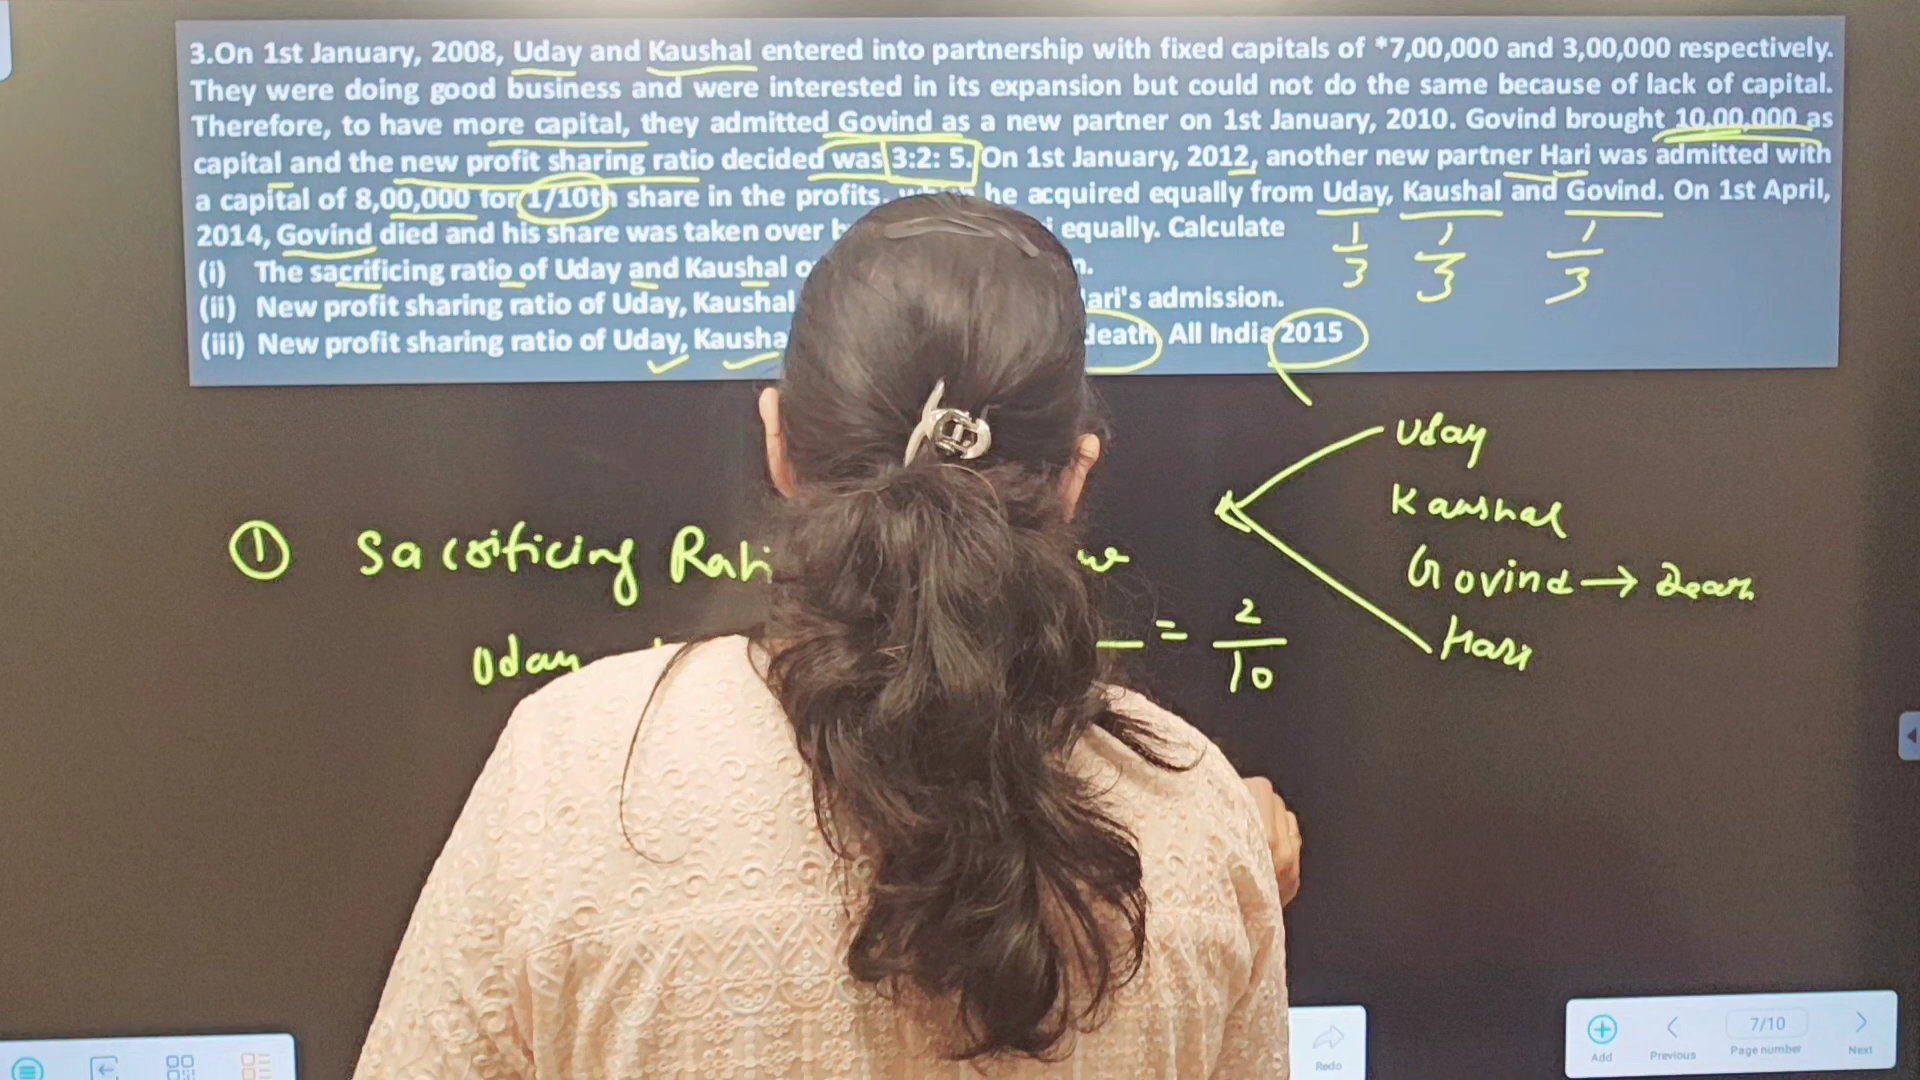 3.On 1st January, 2008, Uday and Kaushal entered into partnership with fixed capitals of *7,00,000 and 3,00,000 respectively.
They were doing good business and were interested in its expansion but could not do the same because of lack of capital.
Therefore, to have more capital, they admitted Govind as a new partner on 1st January, 2010. Govind brought 10,00,000 as
capital and the new profit sharing ratio decided was 3:2: 5. On 1st January, 2012, another new partner Hari was admitted with
a capital of 8,00,000 for 1/10th share in the profits. he acquired equally from Uday, Kaushal and Govind. On 1st April,
2014, Govind died and his share was taken over equally. Calculate
1/3 1/3 1/3
(i) The sacrificing ratio of Uday and Kaushal
(ii) New profit sharing ratio of Uday, Kaushal ari's admission.
(iii) New profit sharing ratio of Uday, Kausha death. All India 2015
Uday
Kaushal
① Sacrificing Rati
Govind → Death
Uday = 2/10
Hari
Redo
Add
Previous
7/10
Page number
Next